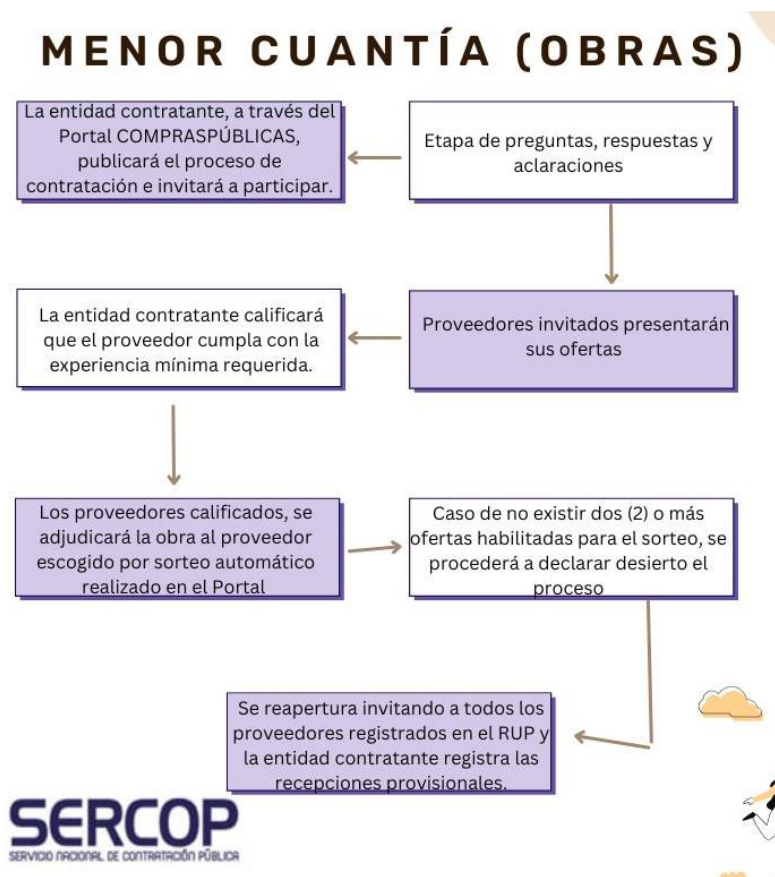 MENOR CUANTÍA (OBRAS)
La entidad contratante, a través del
Portal COMPRASPÚBLICAS,
publicará el proceso de
contratación e invitará a participar.
Etapa de preguntas, respuestas y
aclaraciones
La entidad contratante calificará
que el proveedor cumpla con la
experiencia mínima requerida.
Proveedores invitados presentarán
sus ofertas
Los proveedores calificados, se
adjudicará la obra al proveedor
escogido por sorteo automático
realizado en el Portal
Caso de no existir dos (2) o más
ofertas habilitadas para el sorteo, se
procederá a declarar desierto el
proceso
Se reapertura invitando a todos los
proveedores registrados en el RUP y
la entidad contratante registra las
recepciones provisionales.
SERCOP
SERVICIO NACIONAL DE CONTRATACIÓN PÚBLICA